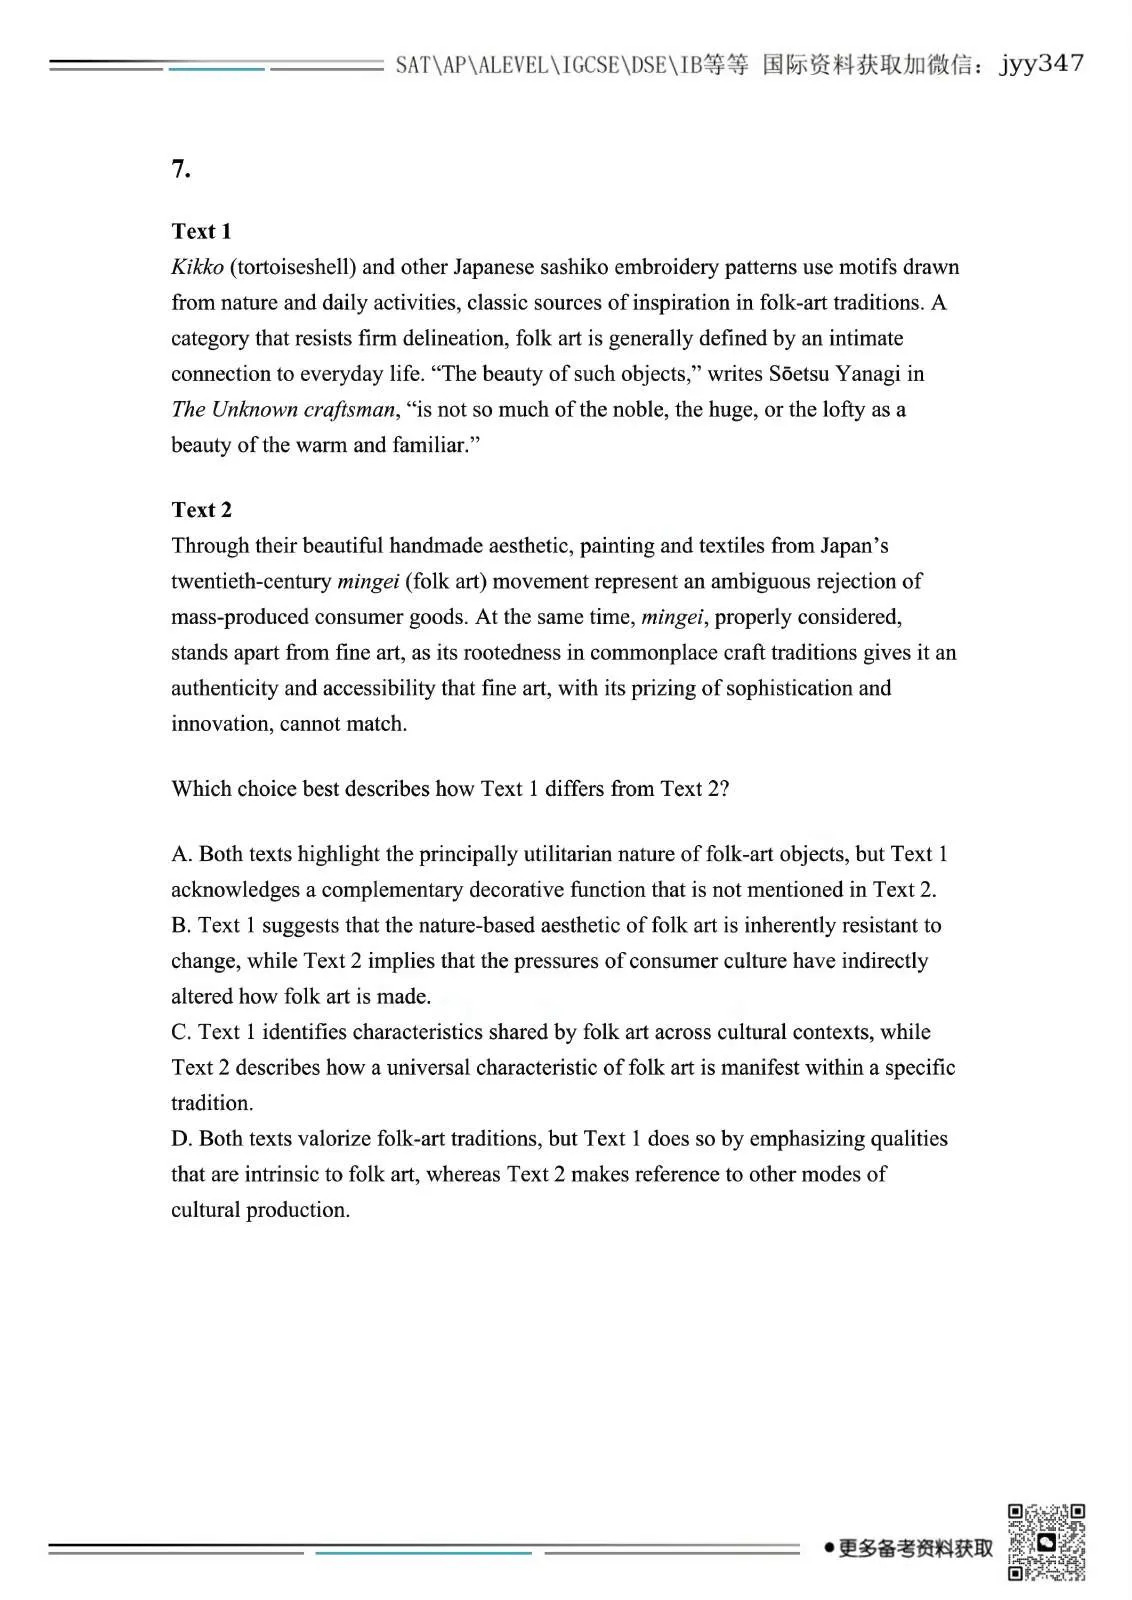 SAT\AP\ALEVEL\IGCSE\DSE\IB等等 国际资料获取加微信：jyy347
7.
Text 1
Kikko (tortoiseshell) and other Japanese sashiko embroidery patterns use motifs drawn
from nature and daily activities, classic sources of inspiration in folk-art traditions. A
category that resists firm delineation, folk art is generally defined by an intimate
connection to everyday life. “The beauty of such objects,” writes Sōetsu Yanagi in
The Unknown craftsman, “is not so much of the noble, the huge, or the lofty as a
beauty of the warm and familiar.”
Text 2
Through their beautiful handmade aesthetic, painting and textiles from Japan’s
twentieth-century mingei (folk art) movement represent an ambiguous rejection of
mass-produced consumer goods. At the same time, mingei, properly considered,
stands apart from fine art, as its rootedness in commonplace craft traditions gives it an
authenticity and accessibility that fine art, with its prizing of sophistication and
innovation, cannot match.
Which choice best describes how Text 1 differs from Text 2?
A. Both texts highlight the principally utilitarian nature of folk-art objects, but Text 1
acknowledges a complementary decorative function that is not mentioned in Text 2.
B. Text 1 suggests that the nature-based aesthetic of folk art is inherently resistant to
change, while Text 2 implies that the pressures of consumer culture have indirectly
altered how folk art is made.
C. Text 1 identifies characteristics shared by folk art across cultural contexts, while
Text 2 describes how a universal characteristic of folk art is manifest within a specific
tradition.
D. Both texts valorize folk-art traditions, but Text 1 does so by emphasizing qualities
that are intrinsic to folk art, whereas Text 2 makes reference to other modes of
cultural production.
●更多备考资料获取